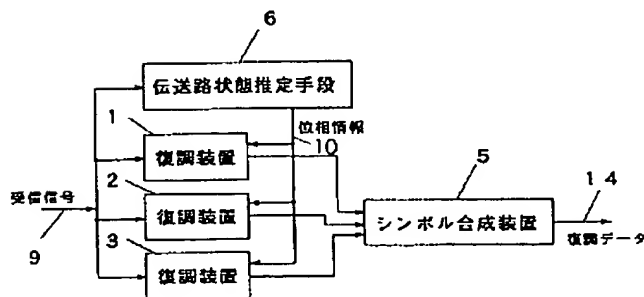 6
伝送路状態推定手段
1
位相情報
10
復調装置
5
14
2
受信信号
復調装置
シンボル合成装置
9
3
復調データ
復調装置